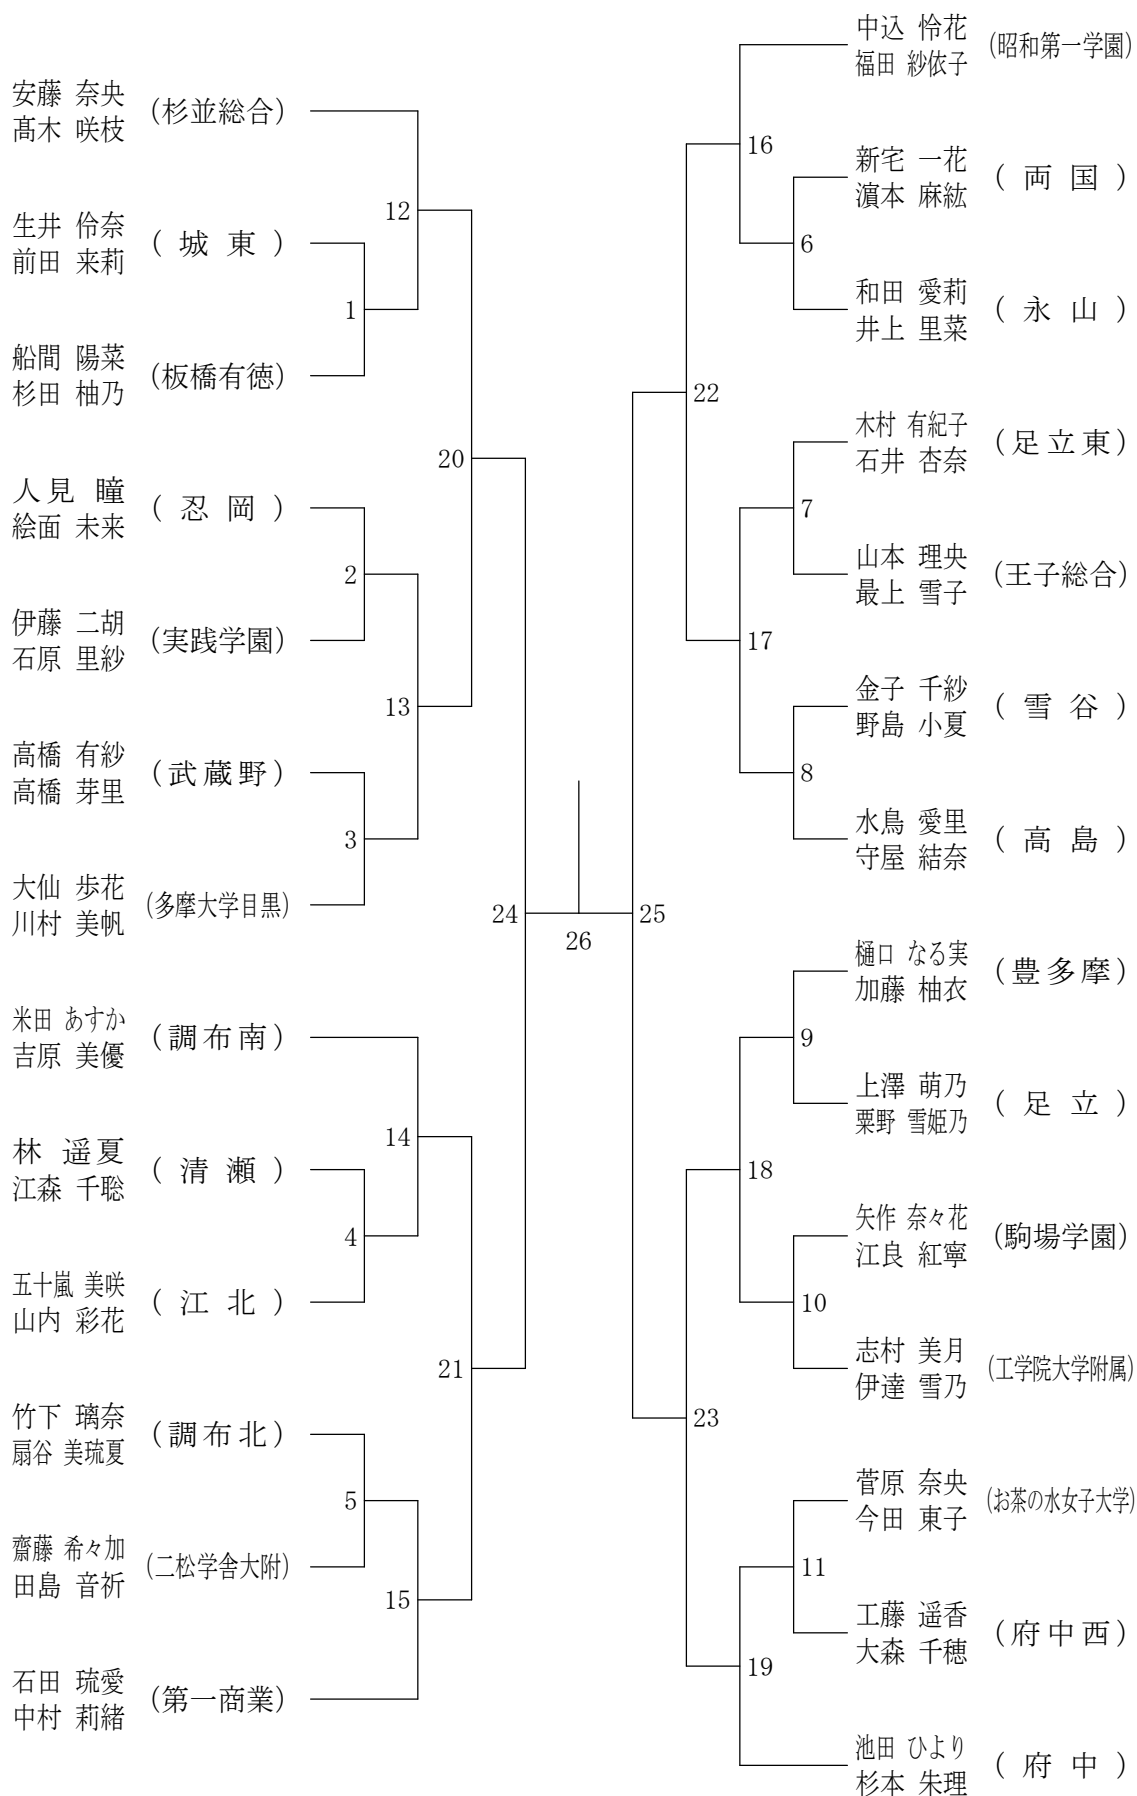 安藤 奈央
髙木 咲枝
(杉並総合)
生井 伶奈
前田 来莉
( 城 東 )
船間 陽菜
杉田 柚乃
(板橋有徳)
人見 瞳
絵面 未来
( 忍 岡 )
伊藤 二胡
石原 里紗
(実践学園)
高橋 有紗
高橋 芽里
(武蔵野)
大仙 歩花
川村 美帆
(多摩大学目黒)
米田 あすか
吉原 美優
(調布南)
林 遥夏
江森 千聡
( 清 瀬 )
五十嵐 美咲
山内 彩花
( 江 北 )
竹下 璃奈
扇谷 美琉夏
(調布北)
齋藤 希々加
田島 音祈
(二松学舎大附)
石田 琉愛
中村 莉緒
(第一商業)
12
1
20
2
13
3
24
14
4
21
5
15
26
25
16
6
22
7
17
8
9
18
10
23
11
19
中込 怜花
福田 紗依子
(昭和第一学園)
新宅 一花
濵本 麻紘
( 両 国 )
和田 愛莉
井上 里菜
( 永 山 )
木村 有紀子
石井 杏奈
(足立東)
山本 理央
最上 雪子
(王子総合)
金子 千紗
野島 小夏
( 雪 谷 )
水鳥 愛里
守屋 結奈
( 高 島 )
樋口 なる実
加藤 柚衣
(豊多摩)
上澤 萌乃
粟野 雪姫乃
( 足 立 )
矢作 奈々花
江良 紅寧
(駒場学園)
志村 美月
伊達 雪乃
(工学院大学附属)
菅原 奈央
今田 東子
(お茶の水女子大学)
工藤 遥香
大森 千穂
(府中西)
池田 ひより
杉本 朱理
( 府 中 )